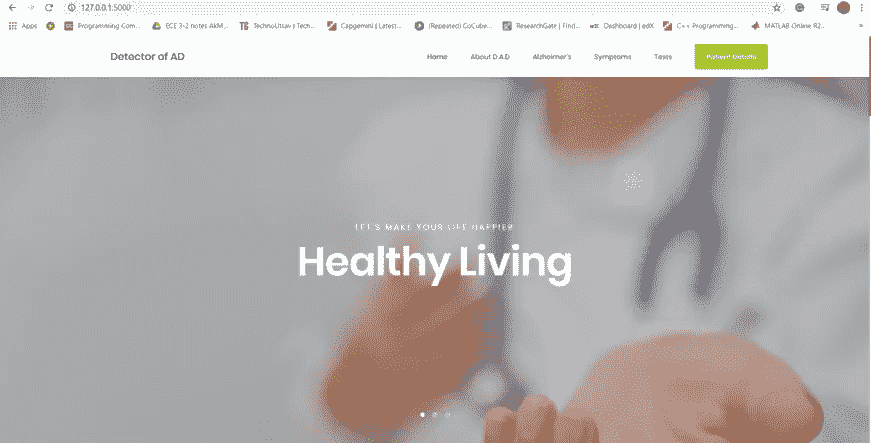 127.0.0.1:5000
Apps Programming Com... ECE 3-2 notes AkM... TechnoUtsav | Tech... Capgemini | Latest... (Repeated) CoCube... ResearchGate | Find... edX Dashboard | edX C++ Programming... MATLAB Online R2... »
Detector of AD Home About D.A.D Alzheimer's Symptoms Tests Patient Details
LET'S MAKE YOUR LIFE HAPPIER
Healthy Living